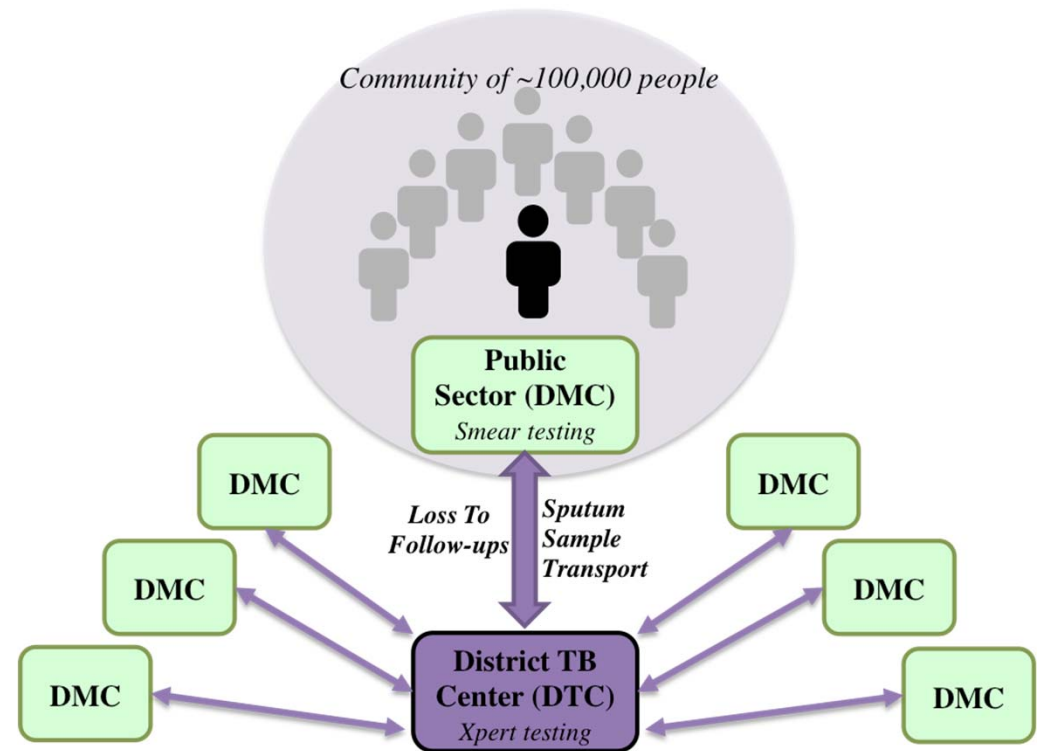 Community of ~100,000 people
Public
Sector (DMC)
Smear testing
DMC
DMC
DMC
Loss To
Follow-ups
Sputum
Sample
Transport
DMC
DMC
DMC
District TB
Center (DTC)
Xpert testing